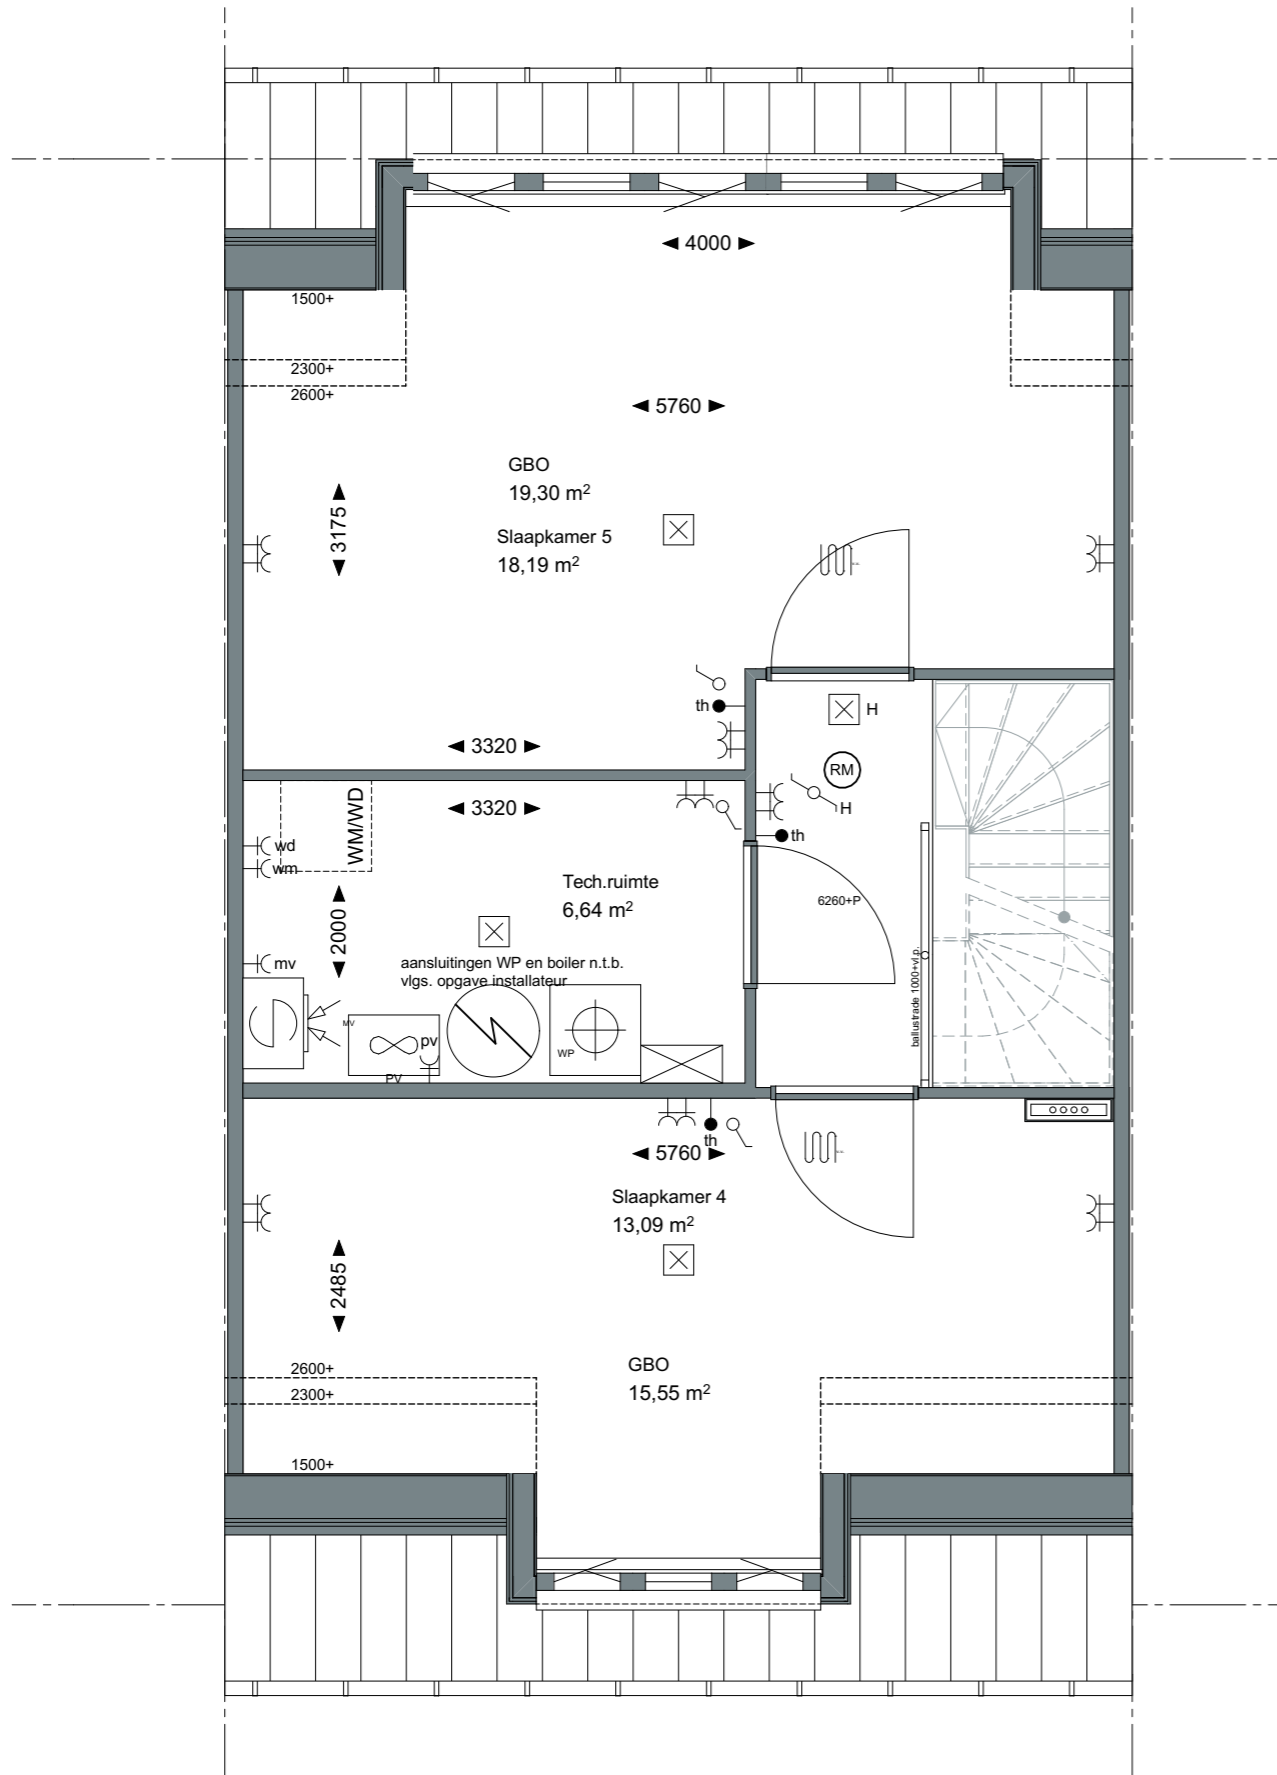 ◄ 4000 ►
1500+
2300+
2600+
◄ 5760 ►
GBO
19,30 m²
◄ 3175 ►
Slaapkamer 5
18,19 m²
th
H
◄ 3320 ►
RM
◄ 3320 ►
WM/WD
H
wd
wm
th
Tech.ruimte
6,64 m²
6260+P
◄ 2000 ►
mv
aansluitingen WP en boiler n.t.b.
vlgs. opgave installateur
ballustrade 1000+vl.p.
MV
pv
WP
PV
th
◄ 5760 ►
Slaapkamer 4
13,09 m²
◄ 2485 ►
GBO
15,55 m²
2600+
2300+
1500+